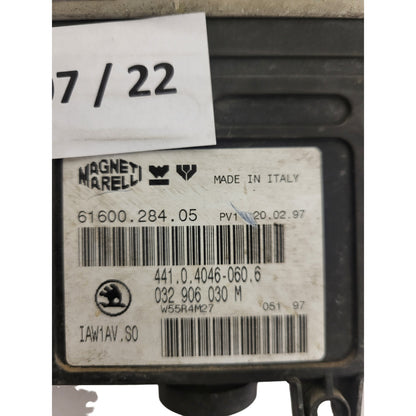 07 / 22
MAGNETI
MARELLI
MADE IN ITALY
61600.284.05 PV1 20.02.97
441.0.4046-060.6
032 906 030 M
W55R4M27 051 97
IAW1AV.S0